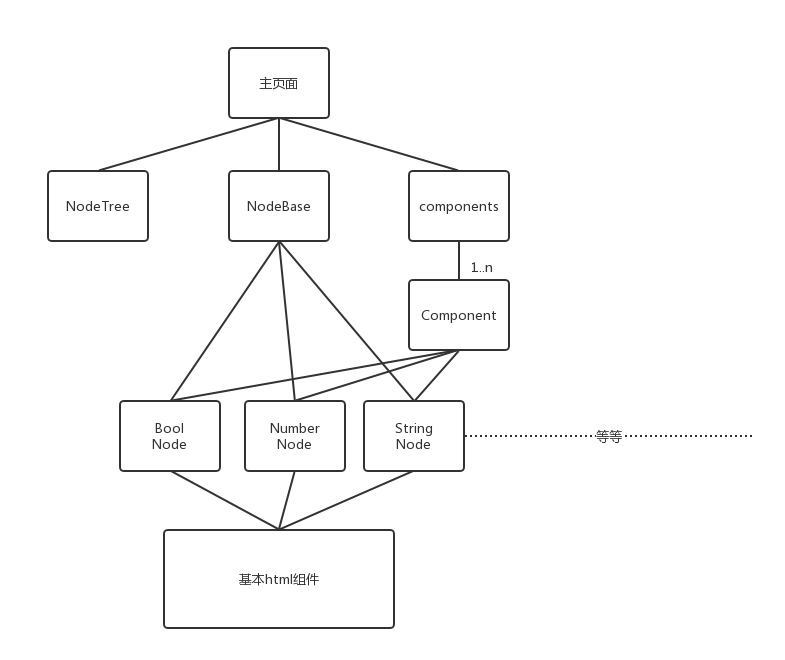 主页面
NodeTree
NodeBase
components
1..n
Component
Bool
Node
Number
Node
String
Node
等等
基本html组件